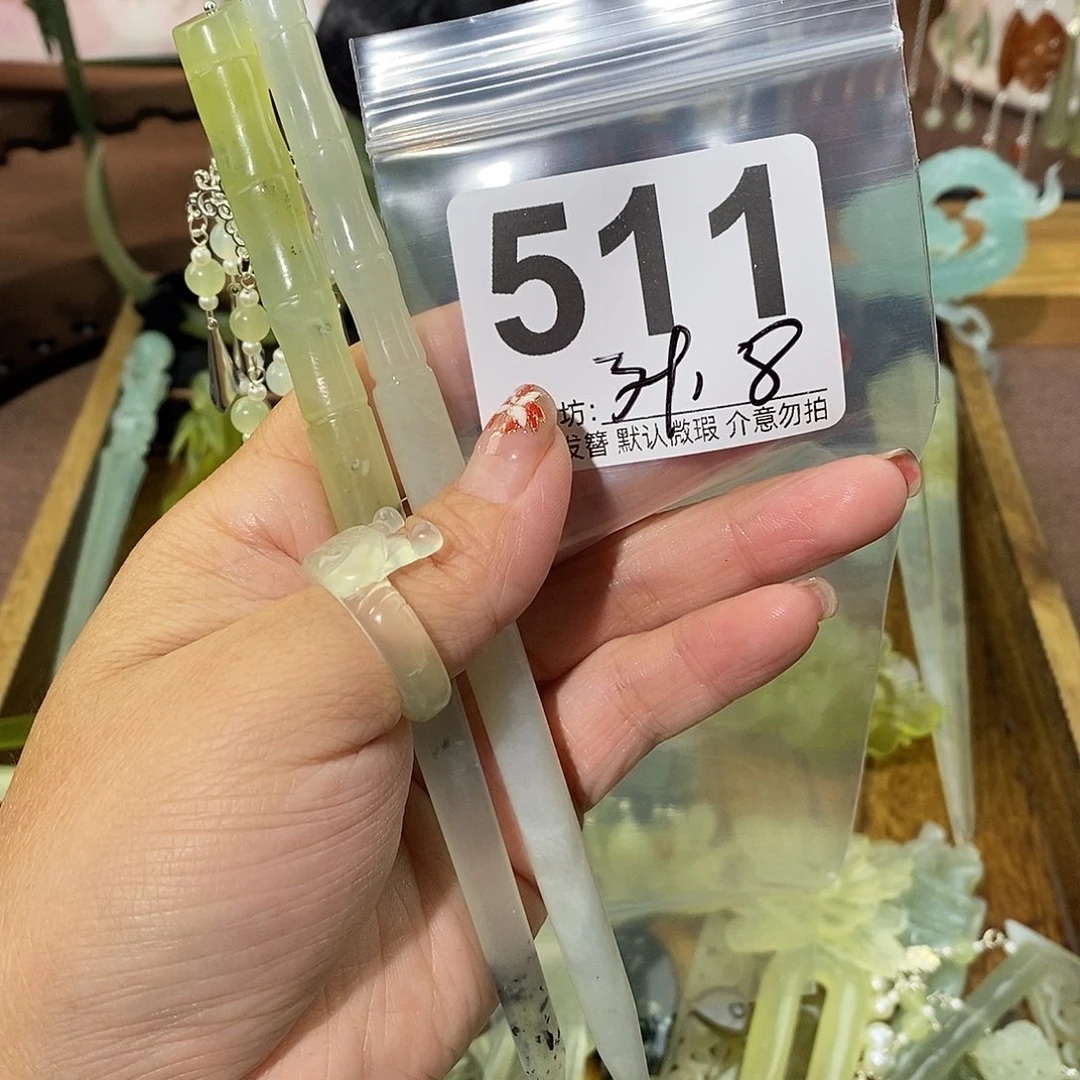 511
坊: 31, 8
发簪 默认微瑕 介意勿拍